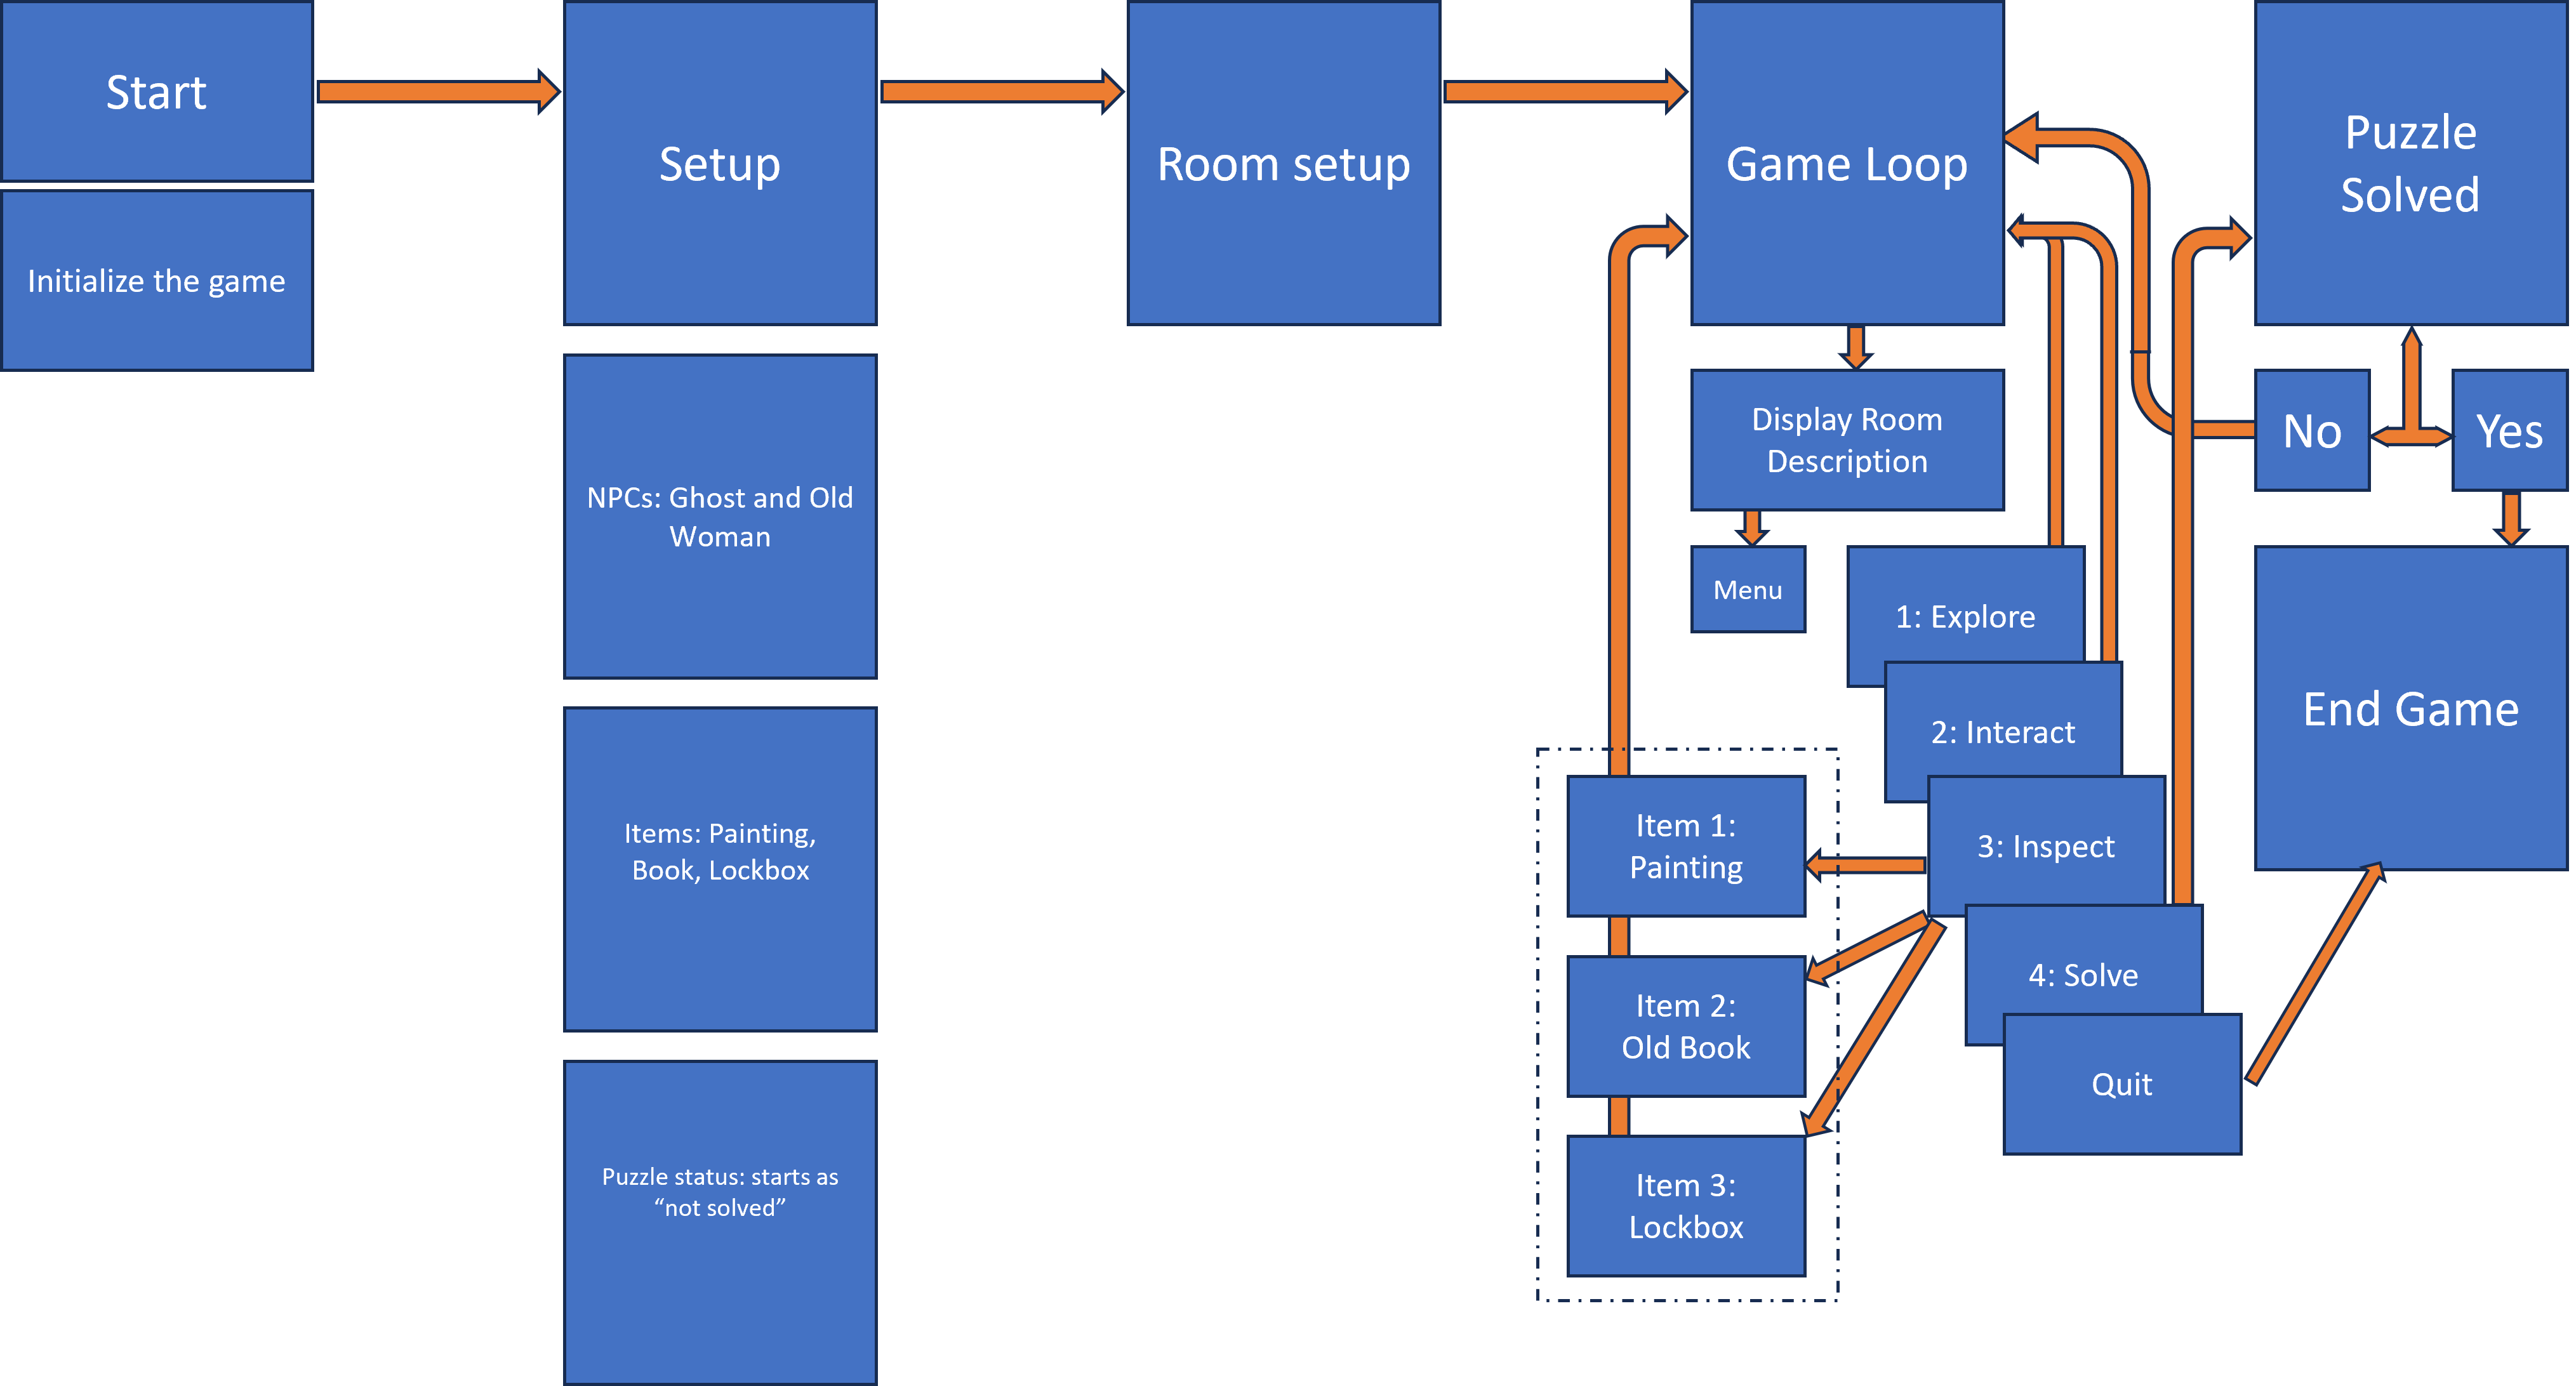 Start
Initialize the game
Setup
NPCs: Ghost and Old
Woman
Items: Painting,
Book, Lockbox
Puzzle status: starts as
“not solved”
Room setup
Game Loop
Display Room
Description
Menu
1: Explore
2: Interact
3: Inspect
4: Solve
Quit
Item 1:
Painting
Item 2:
Old Book
Item 3:
Lockbox
Puzzle
Solved
No
Yes
End Game